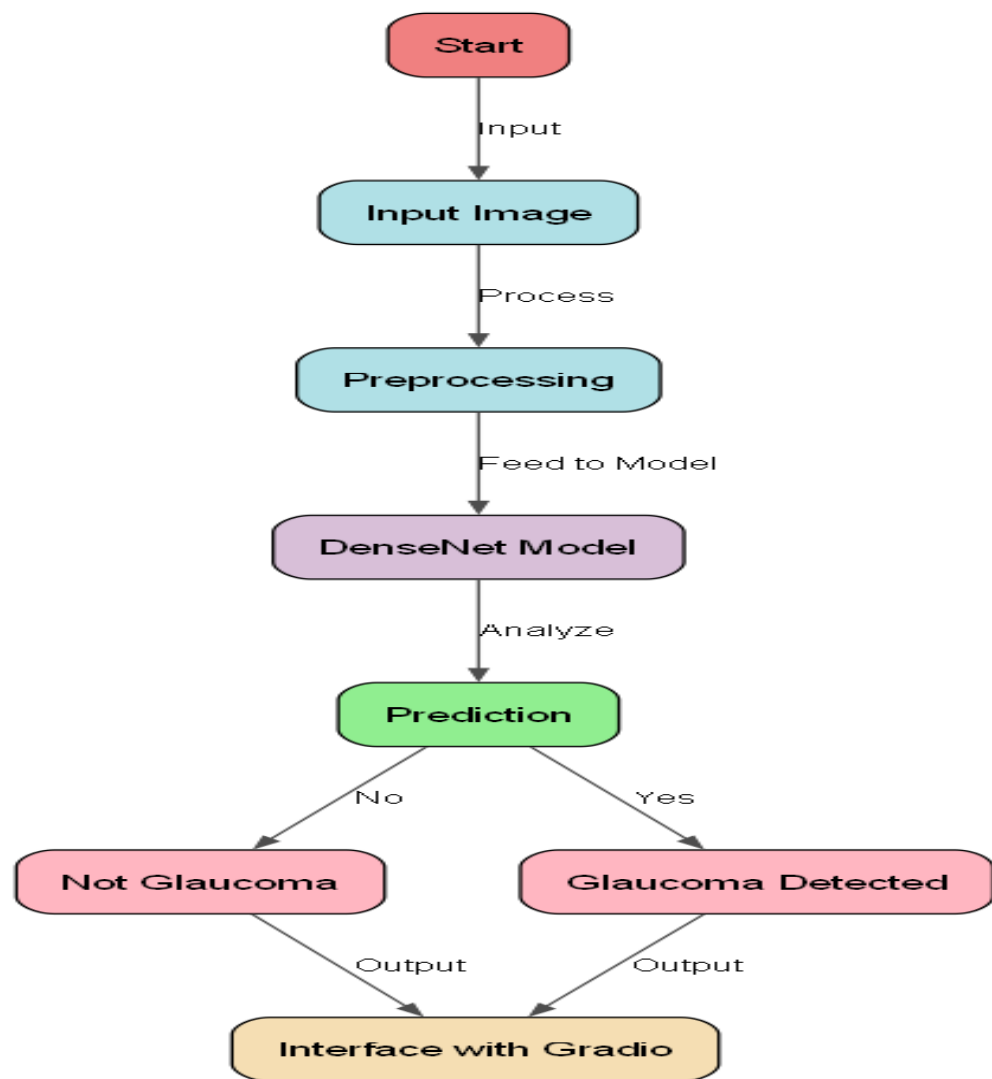 Start
Input
Input Image
Process
Preprocessing
Feed to Model
DenseNet Model
Analyze
Prediction
No
Yes
Not Glaucoma
Glaucoma Detected
Output
Output
Interface with Gradio